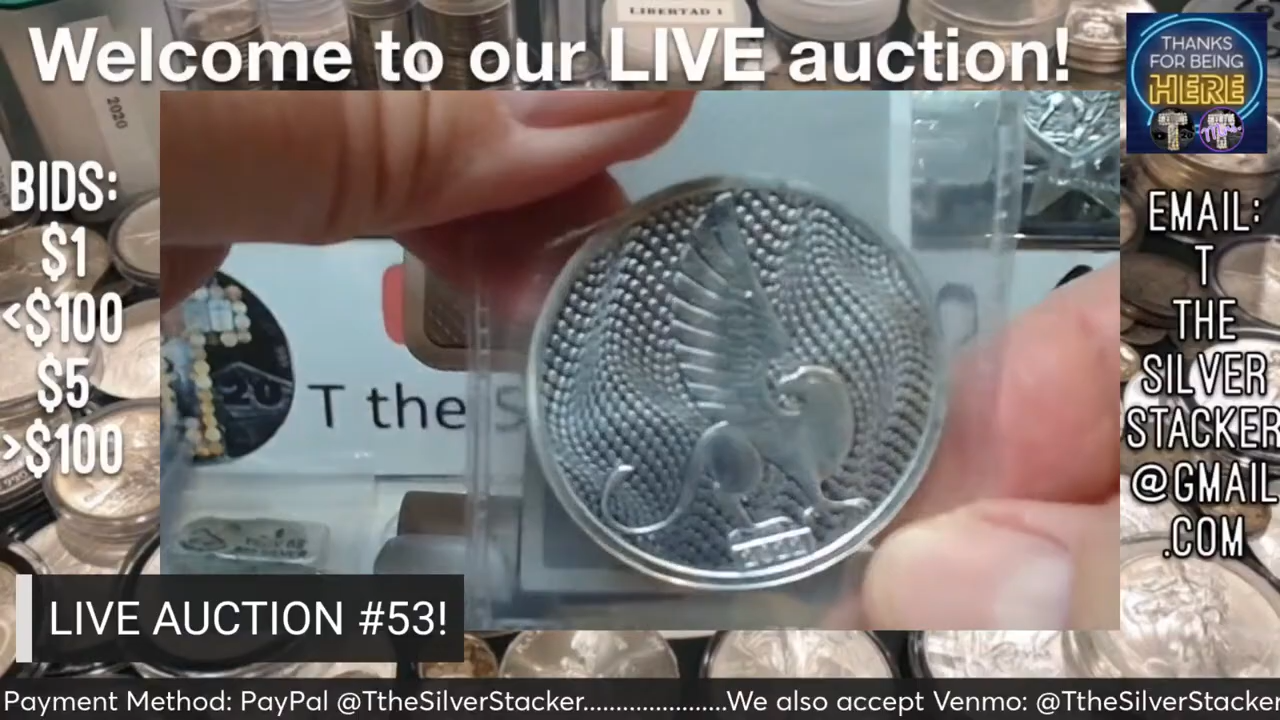 LIBERTAD 1
Welcome to our LIVE auction!
THANKS
FOR BEING
HERE
2020
BIDS:
$1
<$100
$5
>$100
EMAIL:
T
THE
SILVER
STACKER
@GMAIL
.COM
20
T the S
LIVE AUCTION #53!
Payment Method: PayPal @TtheSilverStacker......................We also accept Venmo: @TtheSilverStacker